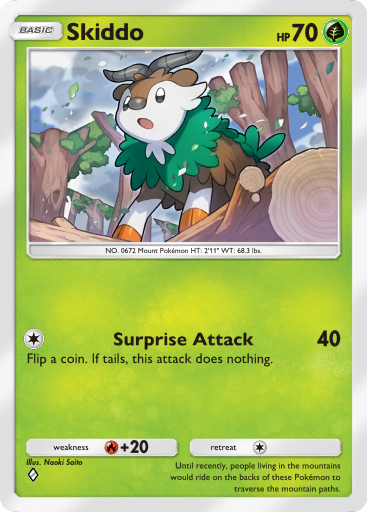 BASIC Skiddo HP 70
NO. 0672 Mount Pokémon HT: 2'11" WT: 68.3 lbs.
Surprise Attack 40
Flip a coin. If tails, this attack does nothing.
weakness +20 retreat
Illus. Naoki Saito
Until recently, people living in the mountains
would ride on the backs of these Pokémon to
traverse the mountain paths.